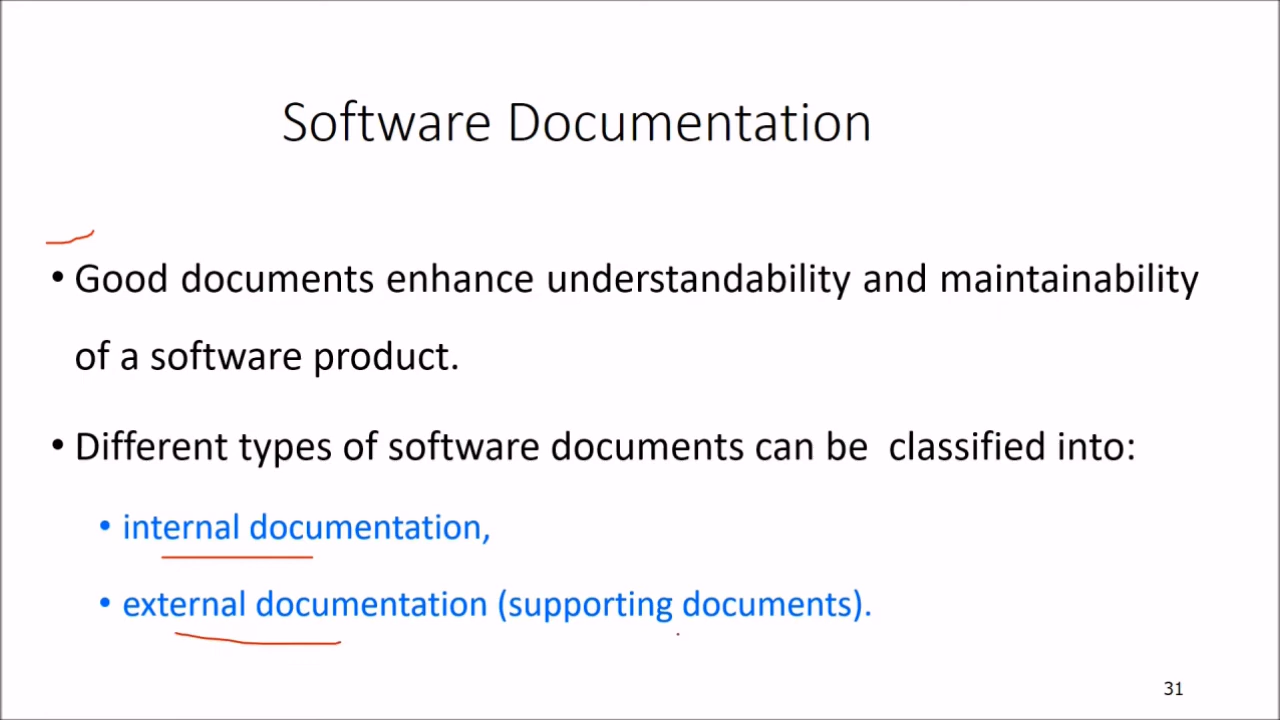 Software Documentation
• Good documents enhance understandability and maintainability
of a software product.
• Different types of software documents can be  classified into:
• internal documentation,
• external documentation (supporting documents).
31